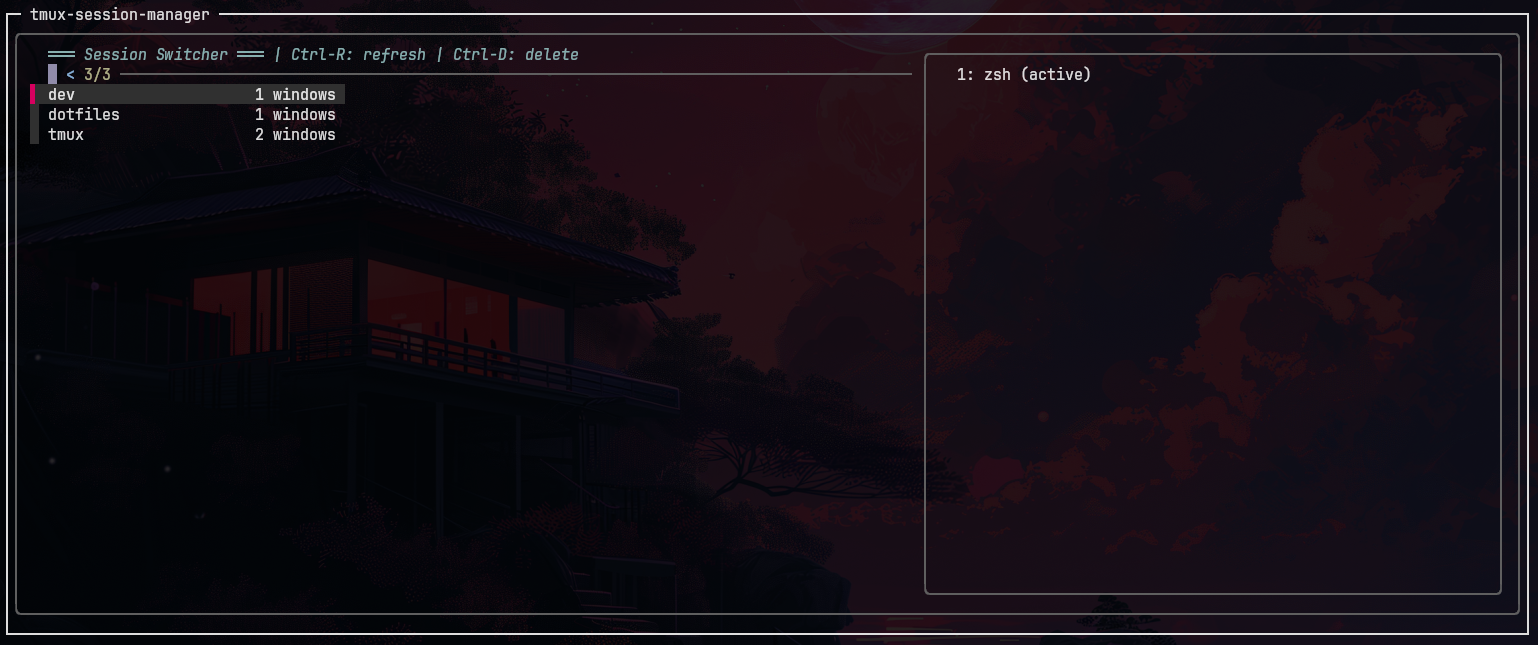 tmux-session-manager
═══ Session Switcher ═══ | Ctrl-R: refresh | Ctrl-D: delete
< 3/3
dev 1 windows
dotfiles 1 windows
tmux 2 windows
1: zsh (active)